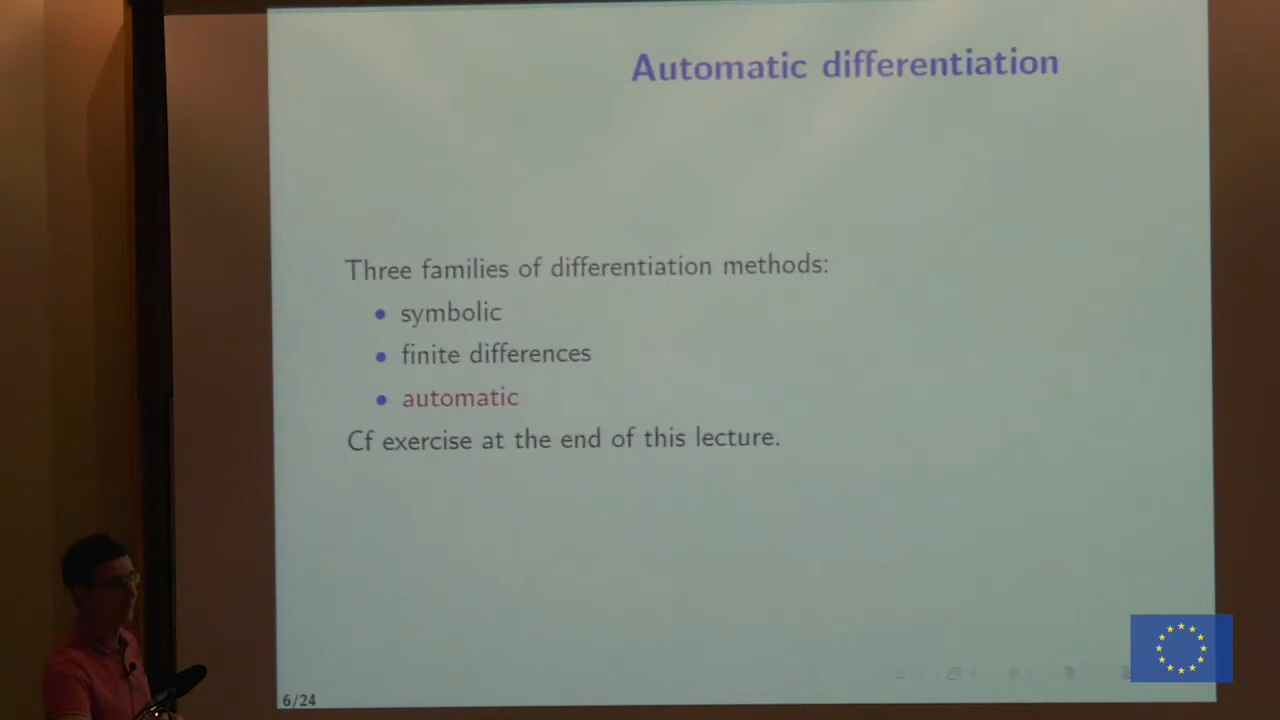 Automatic differentiation
Three families of differentiation methods:
• symbolic
• finite differences
• automatic
Cf exercise at the end of this lecture.
6/24